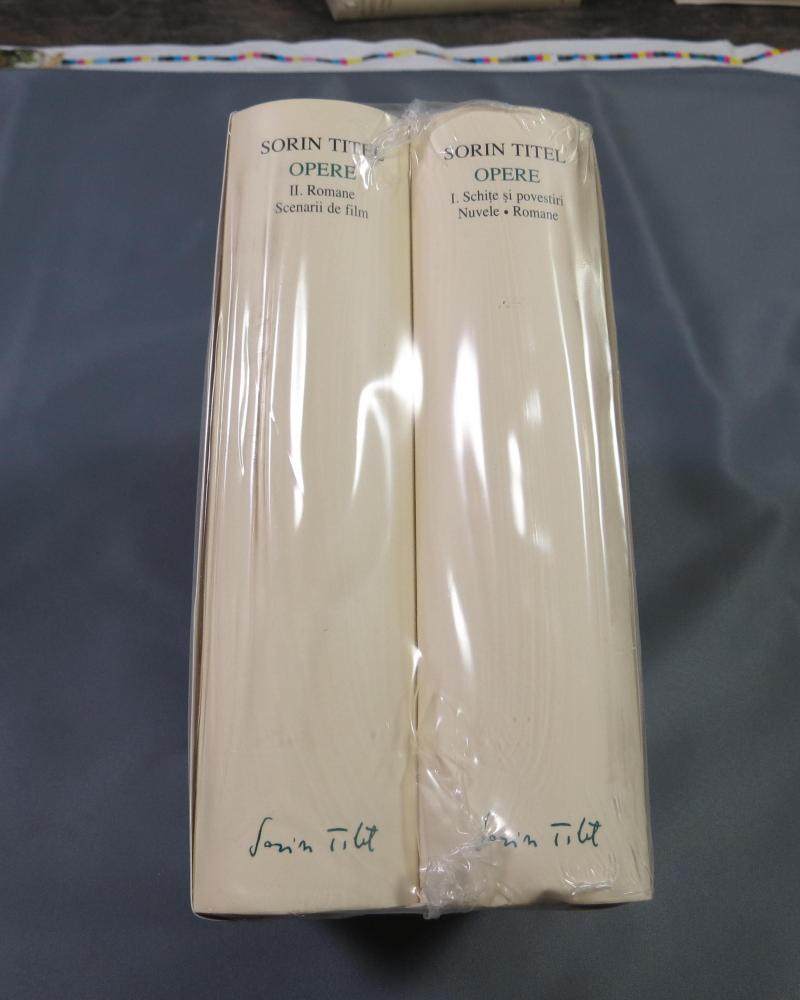 SORIN TITEL
OPERE
II. Romane
Scenarii de film
Sorin Titel
SORIN TITEL
OPERE
I. Schițe și povestiri
Nuvele • Romane
Sorin Titel